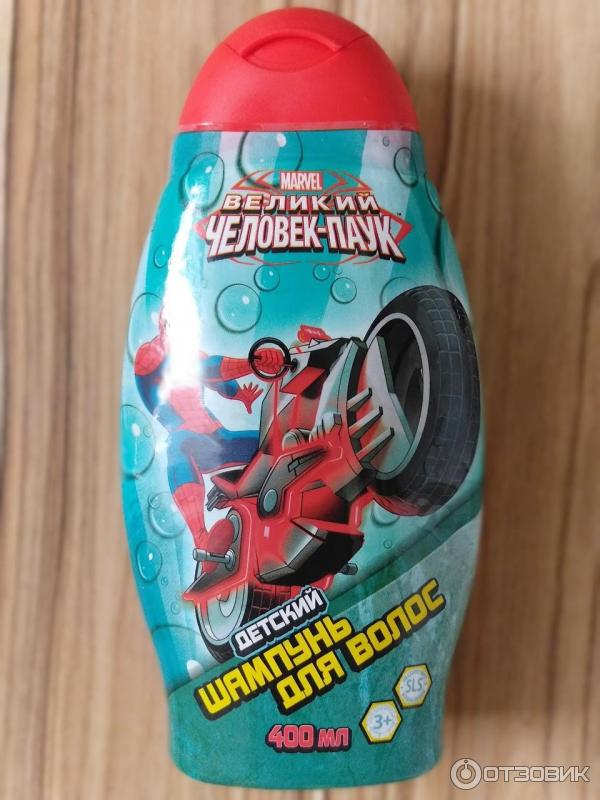 MARVEL
ВЕЛИКИЙ
ЧЕЛОВЕК-ПАУК
ДЕТСКИЙ
ШАМПУНЬ
ДЛЯ ВОЛОС
400 МЛ
3+
SLS
ОТЗОВИК